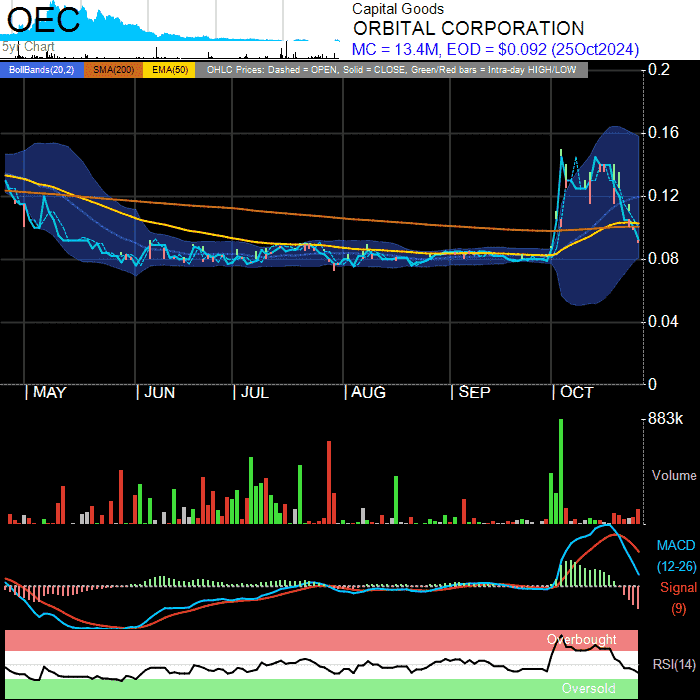 OEC
5yr Chart
Capital Goods
ORBITAL CORPORATION
MC = 13.4M, EOD = $0.092 (25Oct2024)
BollBands(20,2) SMA(200) EMA(50) OHLC Prices: Dashed = OPEN, Solid = CLOSE, Green/Red bars = Intra-day HIGH/LOW
0.2
0.16
0.12
0.08
0.04
0
| MAY | JUN | JUL | AUG | SEP | OCT
883k
Volume
MACD
(12-26)
Signal
(9)
Overbought
RSI(14)
Oversold